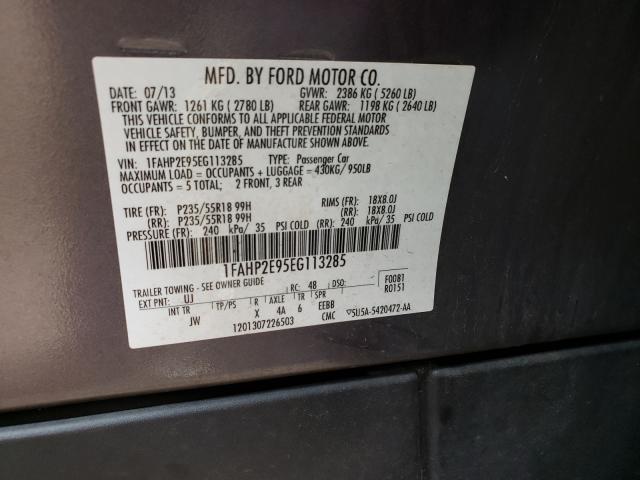 MFD. BY FORD MOTOR CO.
DATE: 07/13 GVWR: 2386 KG ( 5260 LB)
FRONT GAWR: 1261 KG ( 2780 LB) REAR GAWR: 1198 KG ( 2640 LB)
THIS VEHICLE CONFORMS TO ALL APPLICABLE FEDERAL MOTOR
VEHICLE SAFETY, BUMPER, AND THEFT PREVENTION STANDARDS
IN EFFECT ON THE DATE OF MANUFACTURE SHOWN ABOVE.
VIN: 1FAHP2E95EG113285 TYPE: Passenger Car
MAXIMUM LOAD = OCCUPANTS + LUGGAGE = 430KG/ 950LB
OCCUPANTS = 5 TOTAL; 2 FRONT, 3 REAR
TIRE (FR): P235/55R18 99H RIMS (FR): 18X8.0J
(RR): P235/55R18 99H (RR): 18X8.0J
PRESSURE (FR): 240 kPa/ 35 PSI COLD (RR): 240 kPa/ 35 PSI COLD
1FAHP2E95EG113285
TRAILER TOWING - SEE OWNER GUIDE
EXT PNT: UJ RC: 48 DSO: F0081
R0151
INT TR TP/PS R AXLE TR SPR
JW X 4A 6 EEBB
1201307226503 CMC 5U5A-5420472-AA